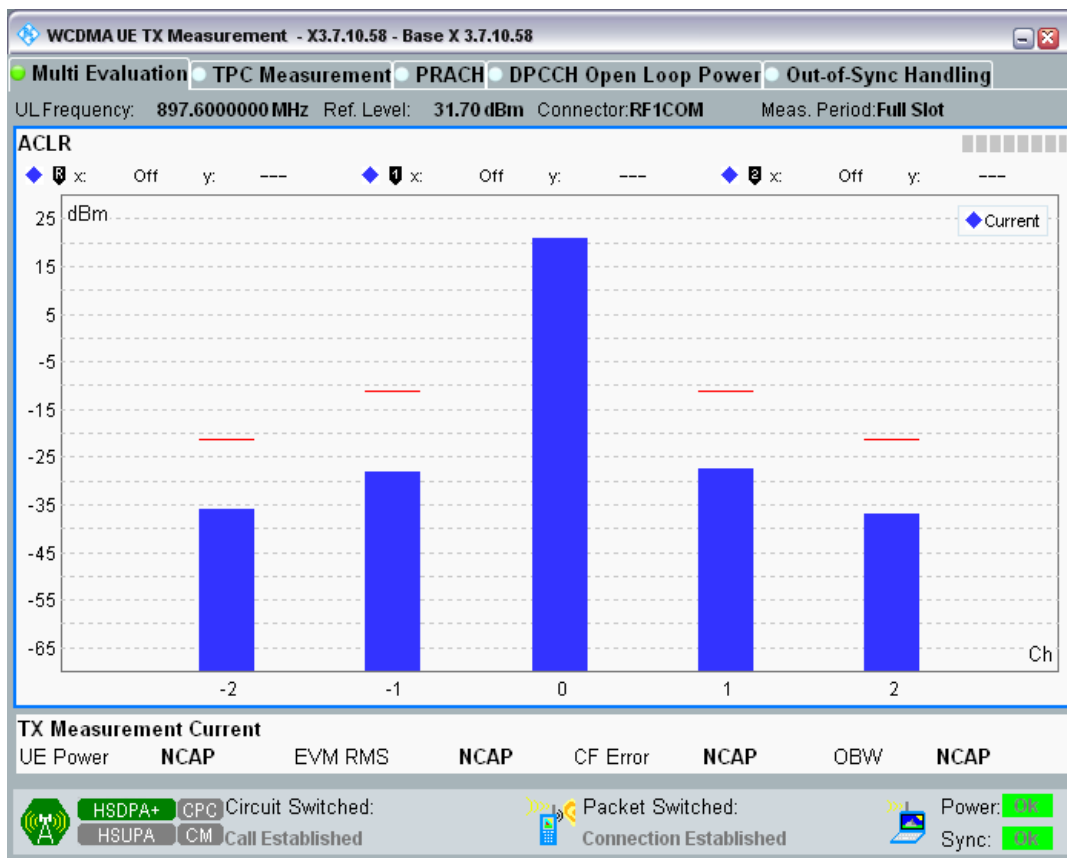 WCDMA UE TX Measurement - X3.7.10.58 - Base X 3.7.10.58
Multi Evaluation TPC Measurement PRACH DPCCH Open Loop Power Out-of-Sync Handling
UL Frequency: 897.6000000 MHz Ref. Level: 31.70 dBm Connector:RF1COM Meas. Period:Full Slot
ACLR
R x: Off y: --- 1 x: Off y: --- 2 x: Off y: ---
dBm
Current
25
15
5
-5
-15
-25
-35
-45
-55
-65
Ch
-2 -1 0 1 2
TX Measurement Current
UE Power NCAP EVM RMS NCAP CF Error NCAP OBW NCAP
HSDPA+ CPC Circuit Switched: Packet Switched: Power: Ok
HSUPA CM Call Established Connection Established Sync: Ok